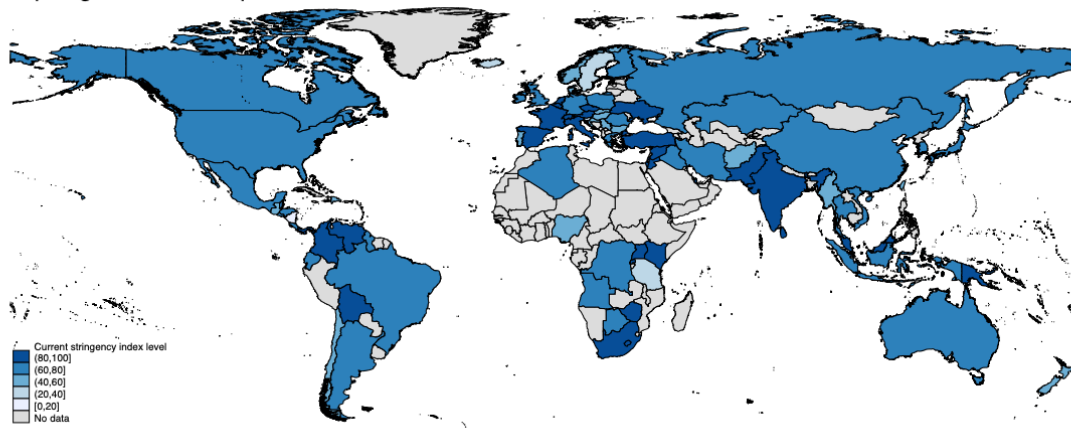 Current stringency index level
(80,100]
(60,80]
(40,60]
(20,40]
[0,20]
No data